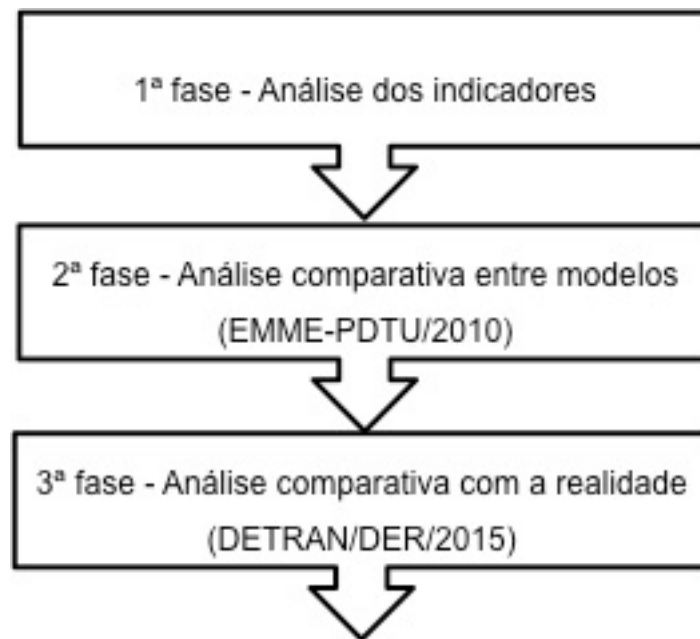 1ª fase - Análise dos indicadores
2ª fase - Análise comparativa entre modelos
(EMME-PDTU/2010)
3ª fase - Análise comparativa com a realidade
(DETRAN/DER/2015)